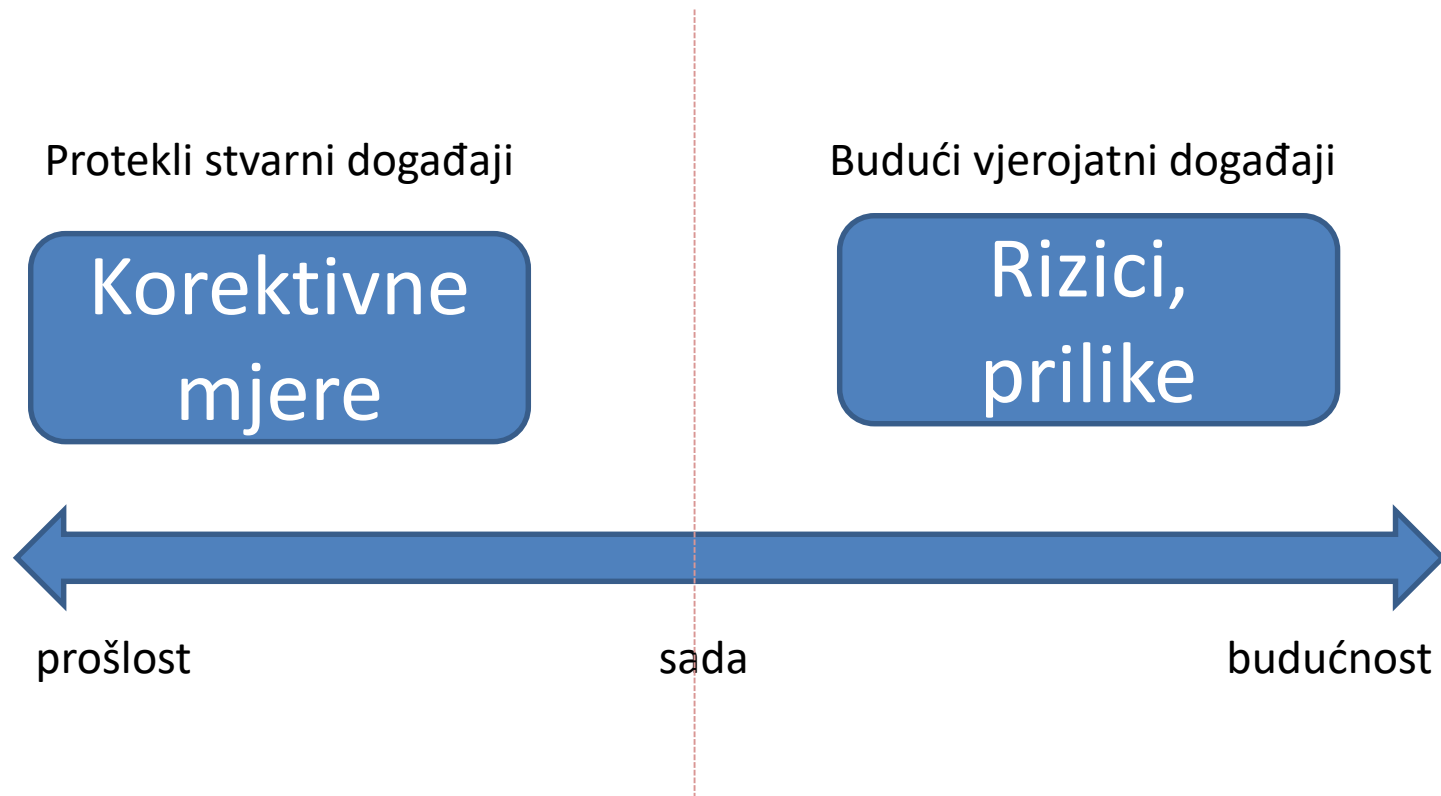 Protekli stvarni događaji
Budući vjerojatni događaji
Korektivne
mjere
Rizici,
prilike
prošlost
sada
budućnost